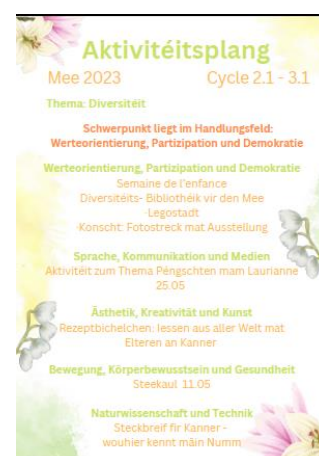 Aktivitéitsplang
Mee 2023 Cycle 2.1 - 3.1
Thema: Diversitéit
Schwerpunkt liegt im Handlungsfeld:
Werteorientierung, Partizipation und Demokratie
Werteorientierung, Partizipation und Demokratie
Semaine de l'enfance
Diversitéits- Bibliothéik vir den Mee
Legostadt
Konscht: Fotostreck mat Ausstellung
Sprache, Kommunikation und Medien
Aktivitéit zum Thema Péngschten mam Laurianne
25.05
Ästhetik, Kreativität und Kunst
Rezeptbichelchen: Iessen aus aller Welt mat
Elteren an Kanner
Bewegung, Körperbewusstsein und Gesundheit
Steekaul 11.05
Naturwissenschaft und Technik
Steckbreif fir Kanner -
wouhier kennt mäin Numm